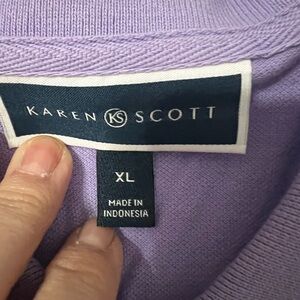 KAREN KS SCOTT
XL
MADE IN
INDONESIA